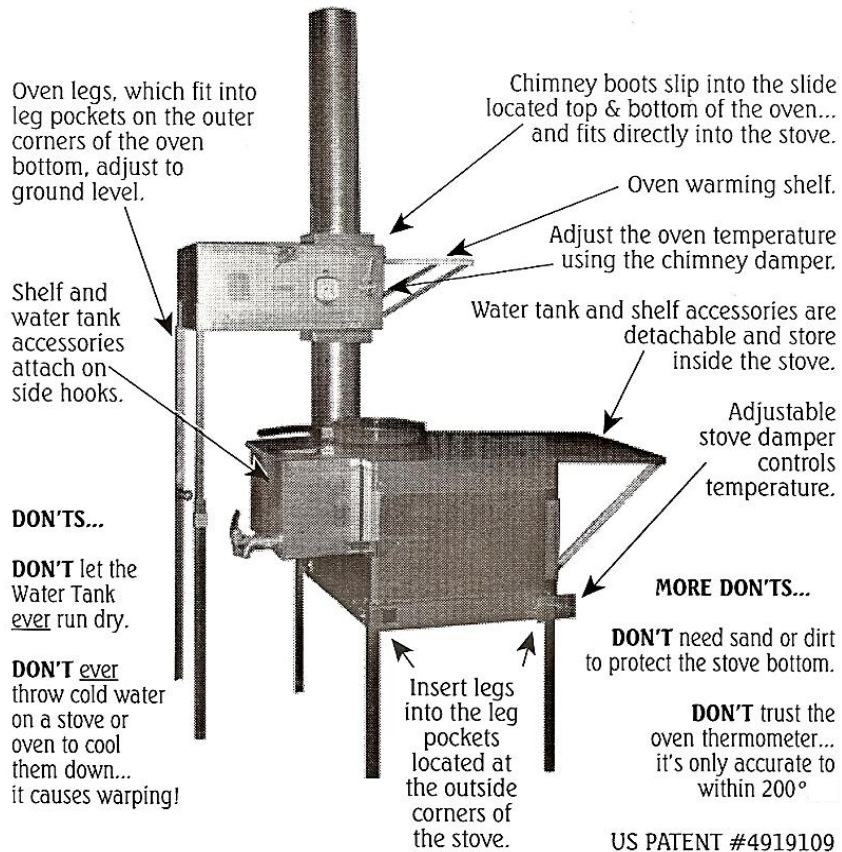 Oven legs, which fit into
leg pockets on the outer
corners of the oven
bottom, adjust to
ground level.
Shelf and
water tank
accessories
attach on
side hooks.
DON'TS...
DON'T let the
Water Tank
ever run dry.
DON'T ever
throw cold water
on a stove or
oven to cool
them down...
it causes warping!
Chimney boots slip into the slide
located top & bottom of the oven...
and fits directly into the stove.
Oven warming shelf.
Adjust the oven temperature
using the chimney damper.
Water tank and shelf accessories are
detachable and store
inside the stove.
Adjustable
stove damper
controls
temperature.
Insert legs
into the leg
pockets
located at
the outside
corners of
the stove.
MORE DON'TS...
DON'T need sand or dirt
to protect the stove bottom.
DON'T trust the
oven thermometer...
it's only accurate to
within 200°
US PATENT #4919109